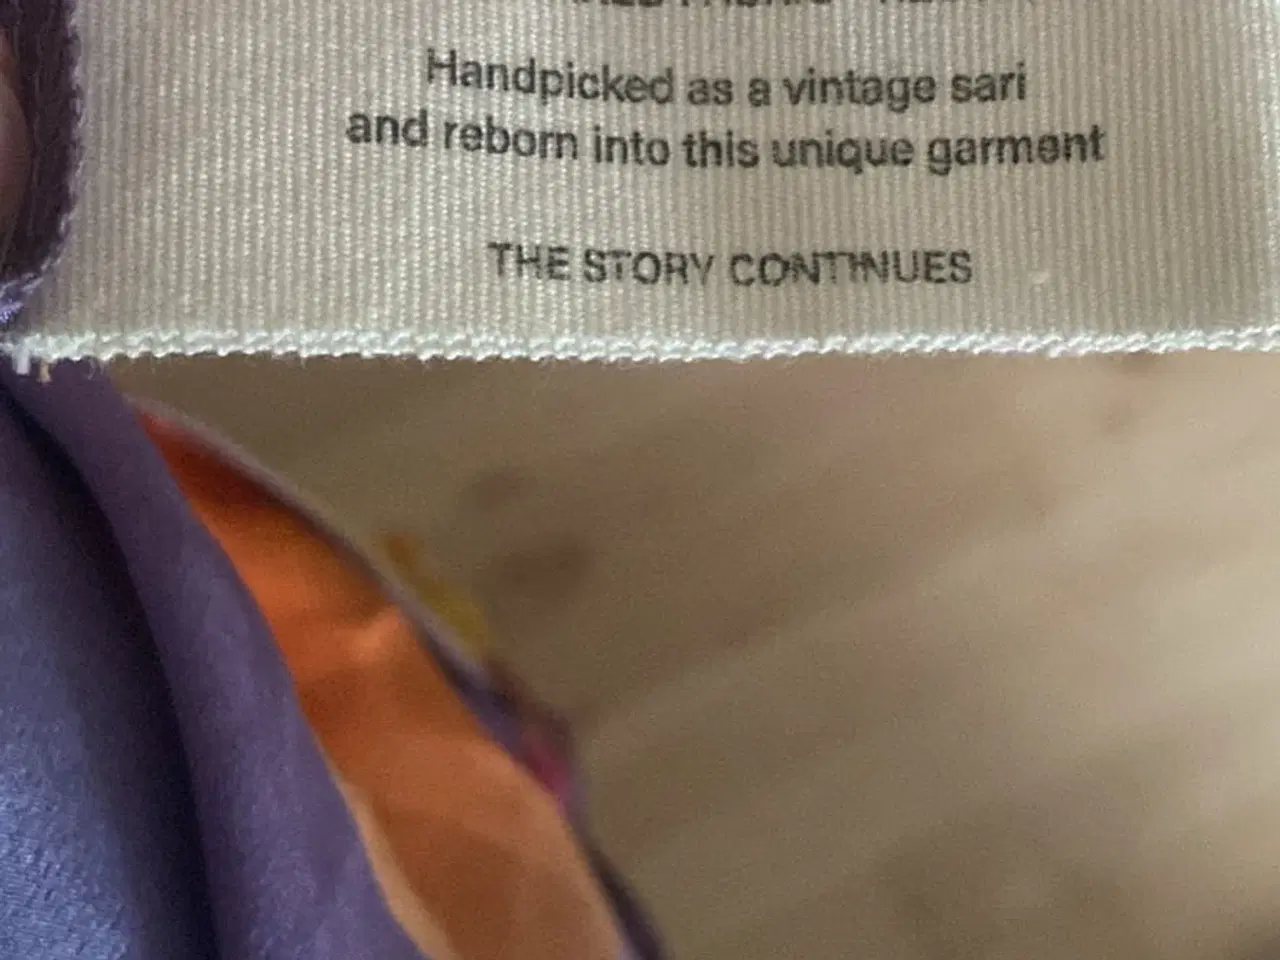 Handpicked as a vintage sari
and reborn into this unique garment
THE STORY CONTINUES